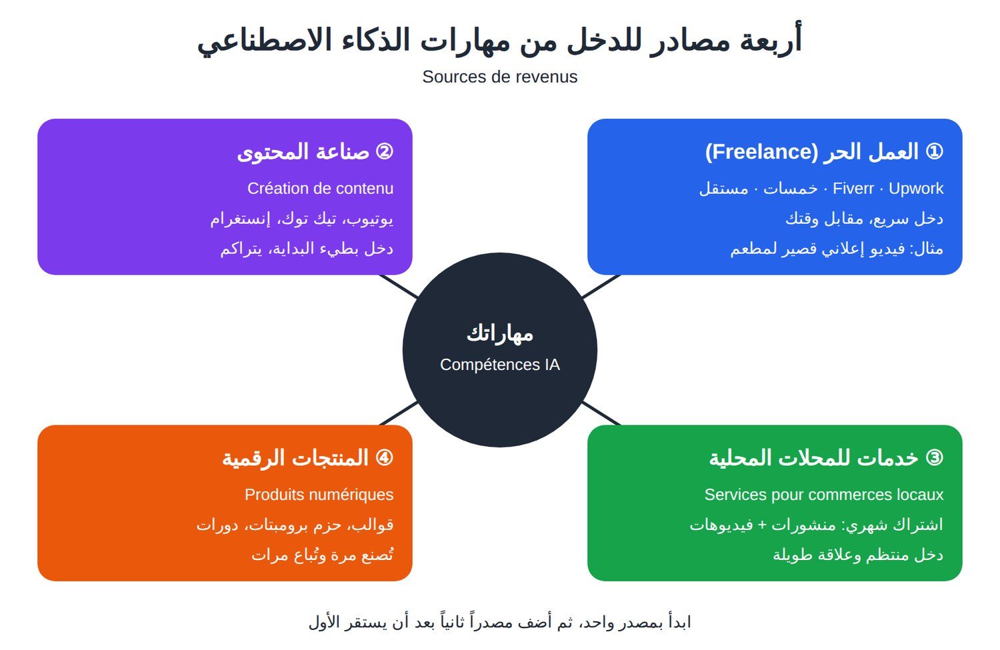 أربعة مصادر للدخل من مهارات الذكاء الاصطناعي
Sources de revenus
① العمل الحر (Freelance)
Fiverr · Upwork · خمسات · مستقل
دخل سريع، مقابل وقتك
مثال: فيديو إعلاني قصير لمطعم
② صناعة المحتوى
Création de contenu
يوتيوب، تيك توك، إنستغرام
دخل بطيء البداية، يتراكم
مهاراتك
Compétences IA
③ خدمات للمحلات المحلية
Services pour commerces locaux
اشتراك شهري: منشورات + فيديوهات
دخل منتظم وعلاقة طويلة
④ المنتجات الرقمية
Produits numériques
قوالب، حزم برومبتات، دورات
تُصنع مرة وتُباع مرات
ابدأ بمصدر واحد، ثم أضف مصدراً ثانياً بعد أن يستقر الأول